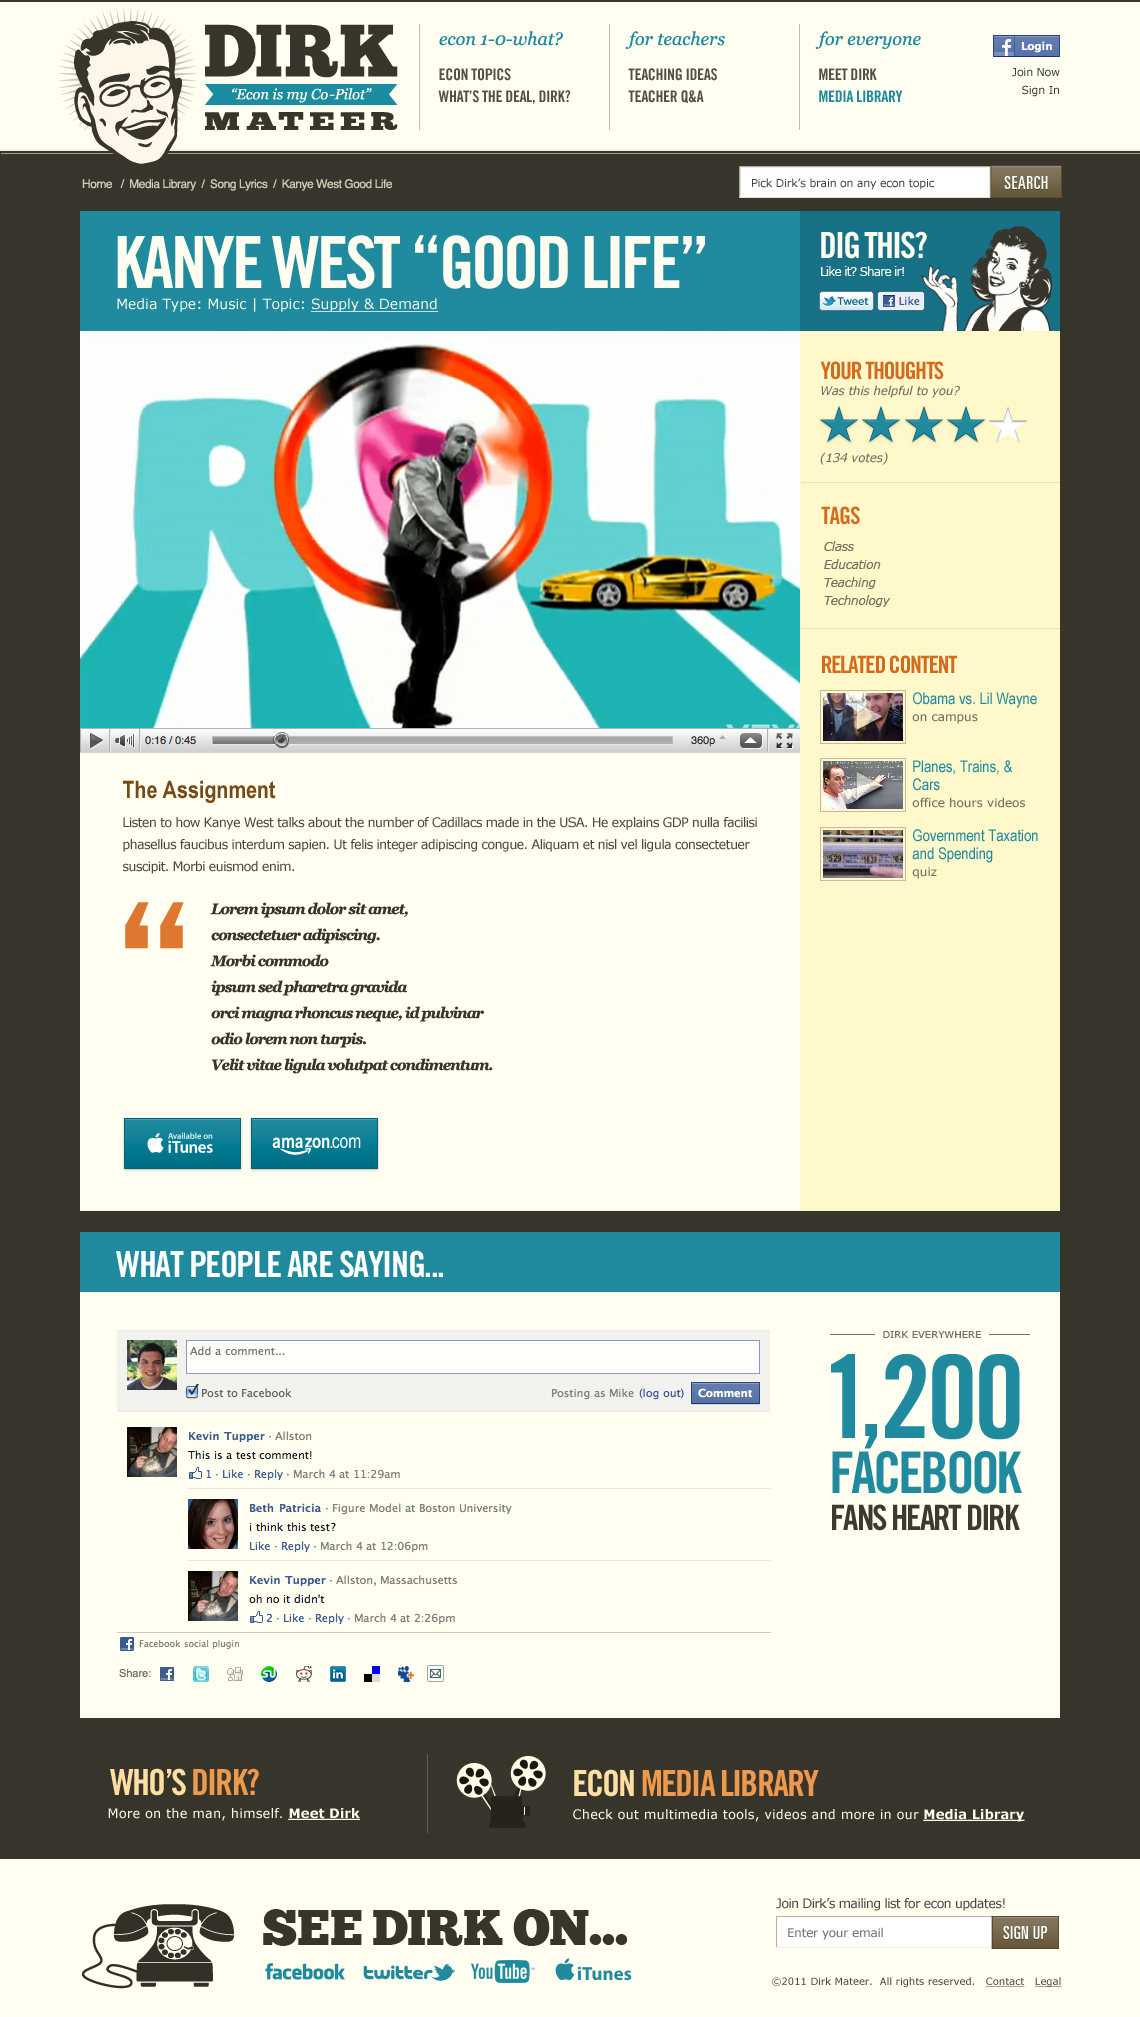 DIRK
"Econ is my Co-Pilot"
MATEER
econ 1-0-what?
ECON TOPICS
WHAT'S THE DEAL, DIRK?
for teachers
TEACHING IDEAS
TEACHER Q&A
for everyone
MEET DIRK
MEDIA LIBRARY
Login
Join Now
Sign In
Home / Media Library / Song Lyrics / Kanye West Good Life
Pick Dirk's brain on any econ topic
SEARCH
KANYE WEST "GOOD LIFE"
Media Type: Music | Topic: Supply & Demand
DIG THIS?
Like it? Share ir!
Tweet
Like
ROLL
0:16 / 0:45
360p
YOUR THOUGHTS
Was this helpful to you?
(134 votes)
TAGS
Class
Education
Teaching
Technology
RELATED CONTENT
Obama vs. Lil Wayne
on campus
Planes, Trains, &
Cars
office hours videos
Government Taxation
and Spending
quiz
The Assignment
Listen to how Kanye West talks about the number of Cadillacs made in the USA. He explains GDP nulla facilisi
phasellus faucibus interdum sapien. Ut felis integer adipiscing congue. Aliquam et nisl vel ligula consectetuer
suscipit. Morbi euismod enim.
“
Lorem ipsum dolor sit amet,
consectetuer adipiscing.
Morbi commodo
ipsum sed pharetra gravida
orci magna rhoncus neque, id pulvinar
odio lorem non turpis.
Velit vitae ligula volutpat condimentum.
Available on
iTunes
amazon.com
WHAT PEOPLE ARE SAYING...
Add a comment...
Post to Facebook
Posting as Mike (log out)
Comment
Kevin Tupper · Allston
This is a test comment!
1 · Like · Reply · March 4 at 11:29am
Beth Patricia · Figure Model at Boston University
i think this test?
Like · Reply · March 4 at 12:06pm
Kevin Tupper · Allston, Massachusetts
oh no it didn't
2 · Like · Reply · March 4 at 2:26pm
Facebook social plugin
Share:
DIRK EVERYWHERE
1,200
FACEBOOK
FANS HEART DIRK
WHO'S DIRK?
More on the man, himself. Meet Dirk
ECON MEDIA LIBRARY
Check out multimedia tools, videos and more in our Media Library
SEE DIRK ON...
facebook
twitter
YouTube
iTunes
Join Dirk's mailing list for econ updates!
Enter your email
SIGN UP
©2011 Dirk Mateer. All rights reserved. Contact Legal